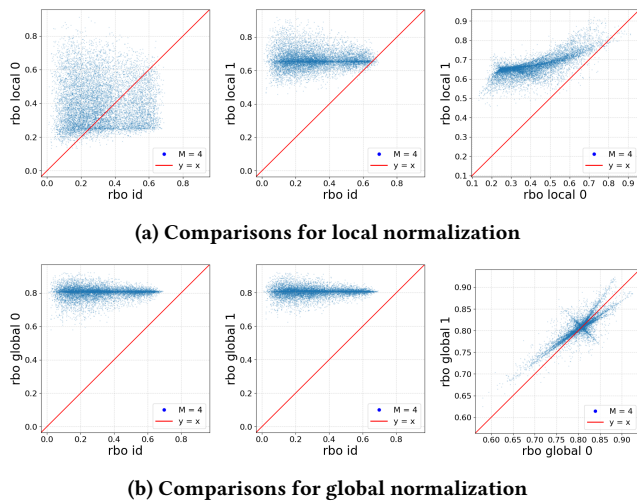 rbo local 0
0.8
0.6
0.4
0.2
0.0
0.0 0.2 0.4 0.6 0.8
rbo id
M = 4
y = x
rbo local 1
0.8
0.6
0.4
0.2
0.0
0.0 0.2 0.4 0.6 0.8
rbo id
M = 4
y = x
rbo local 1
0.9
0.8
0.7
0.6
0.5
0.4
0.3
0.2
0.1
0.1 0.2 0.3 0.4 0.5 0.6 0.7 0.8 0.9
rbo local 0
M = 4
y = x
(a) Comparisons for local normalization
rbo global 0
0.8
0.6
0.4
0.2
0.0
0.0 0.2 0.4 0.6 0.8
rbo id
M = 4
y = x
rbo global 1
0.8
0.6
0.4
0.2
0.0
0.0 0.2 0.4 0.6 0.8
rbo id
M = 4
y = x
rbo global 1
0.90
0.85
0.80
0.75
0.70
0.65
0.60
0.60 0.65 0.70 0.75 0.80 0.85 0.90
rbo global 0
M = 4
y = x
(b) Comparisons for global normalization